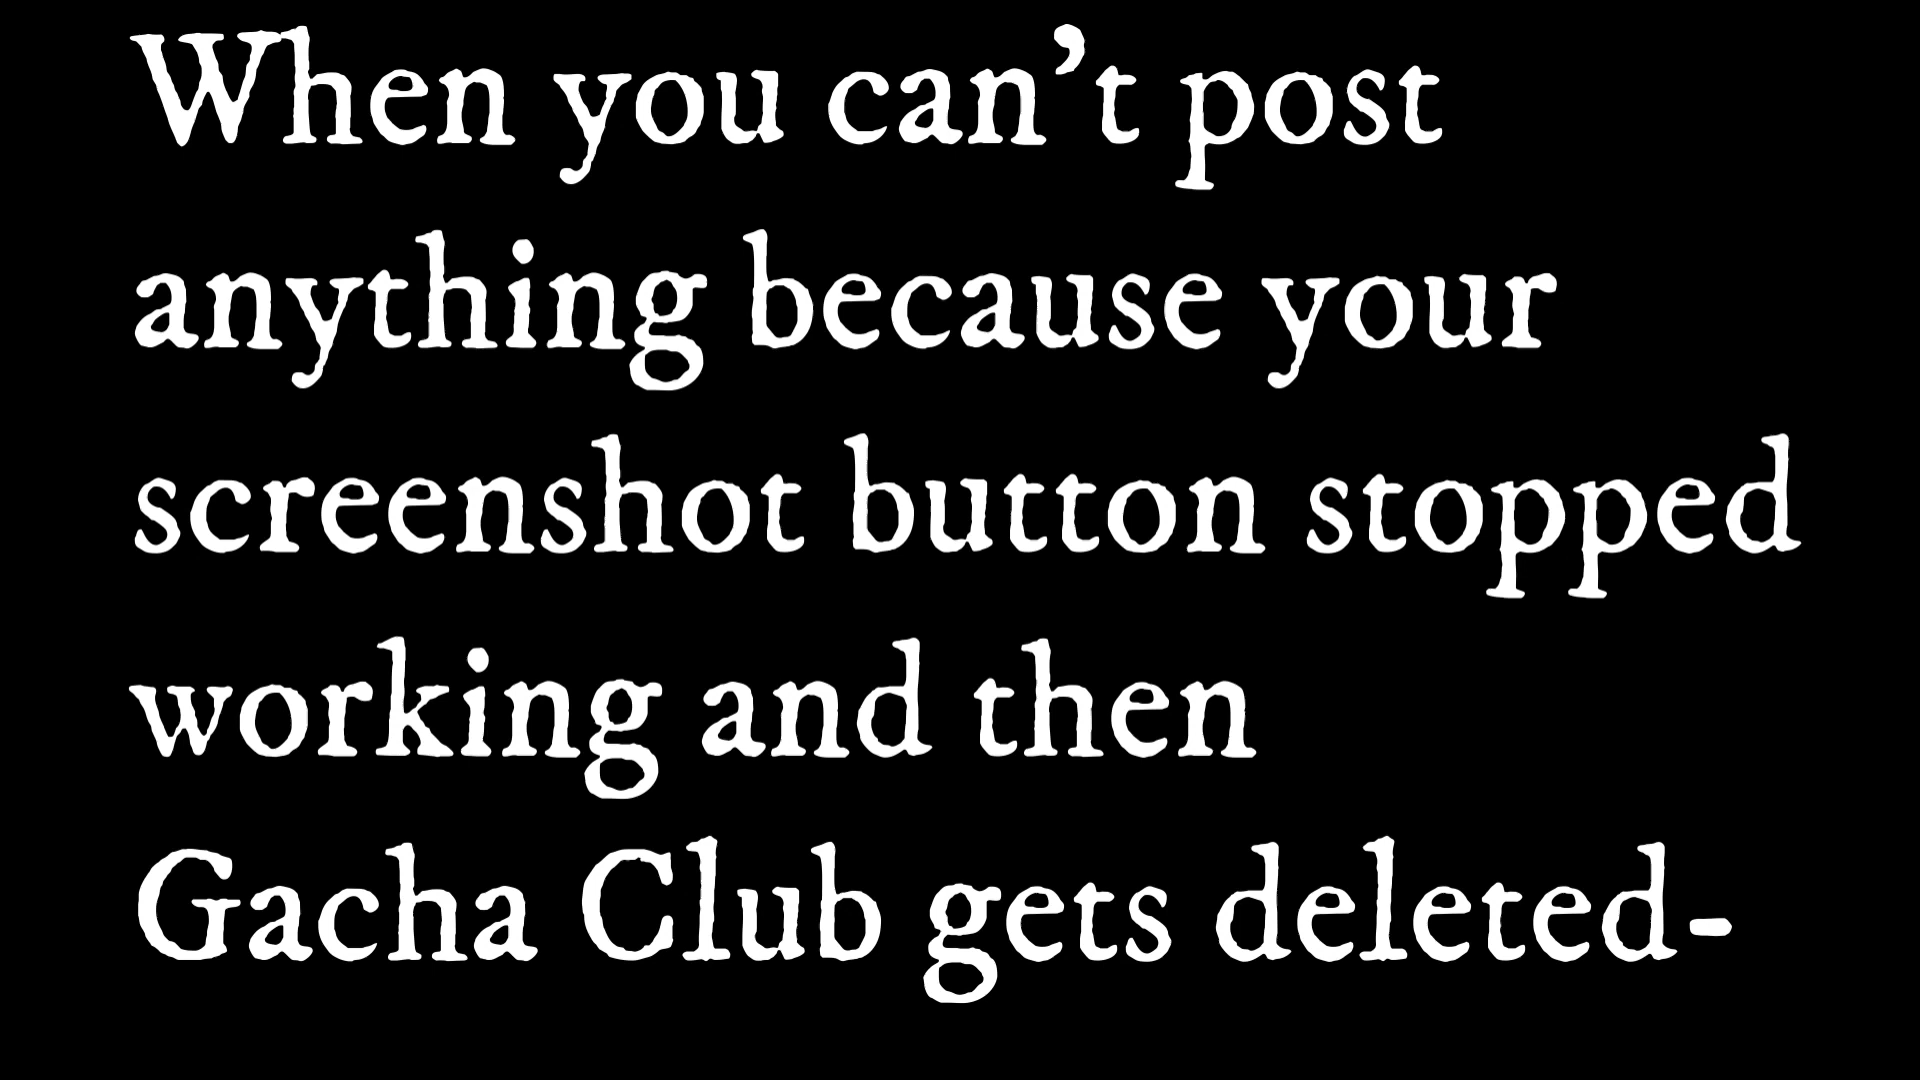 When you can’t post
anything because your
screenshot button stopped
working and then
Gacha Club gets deleted-